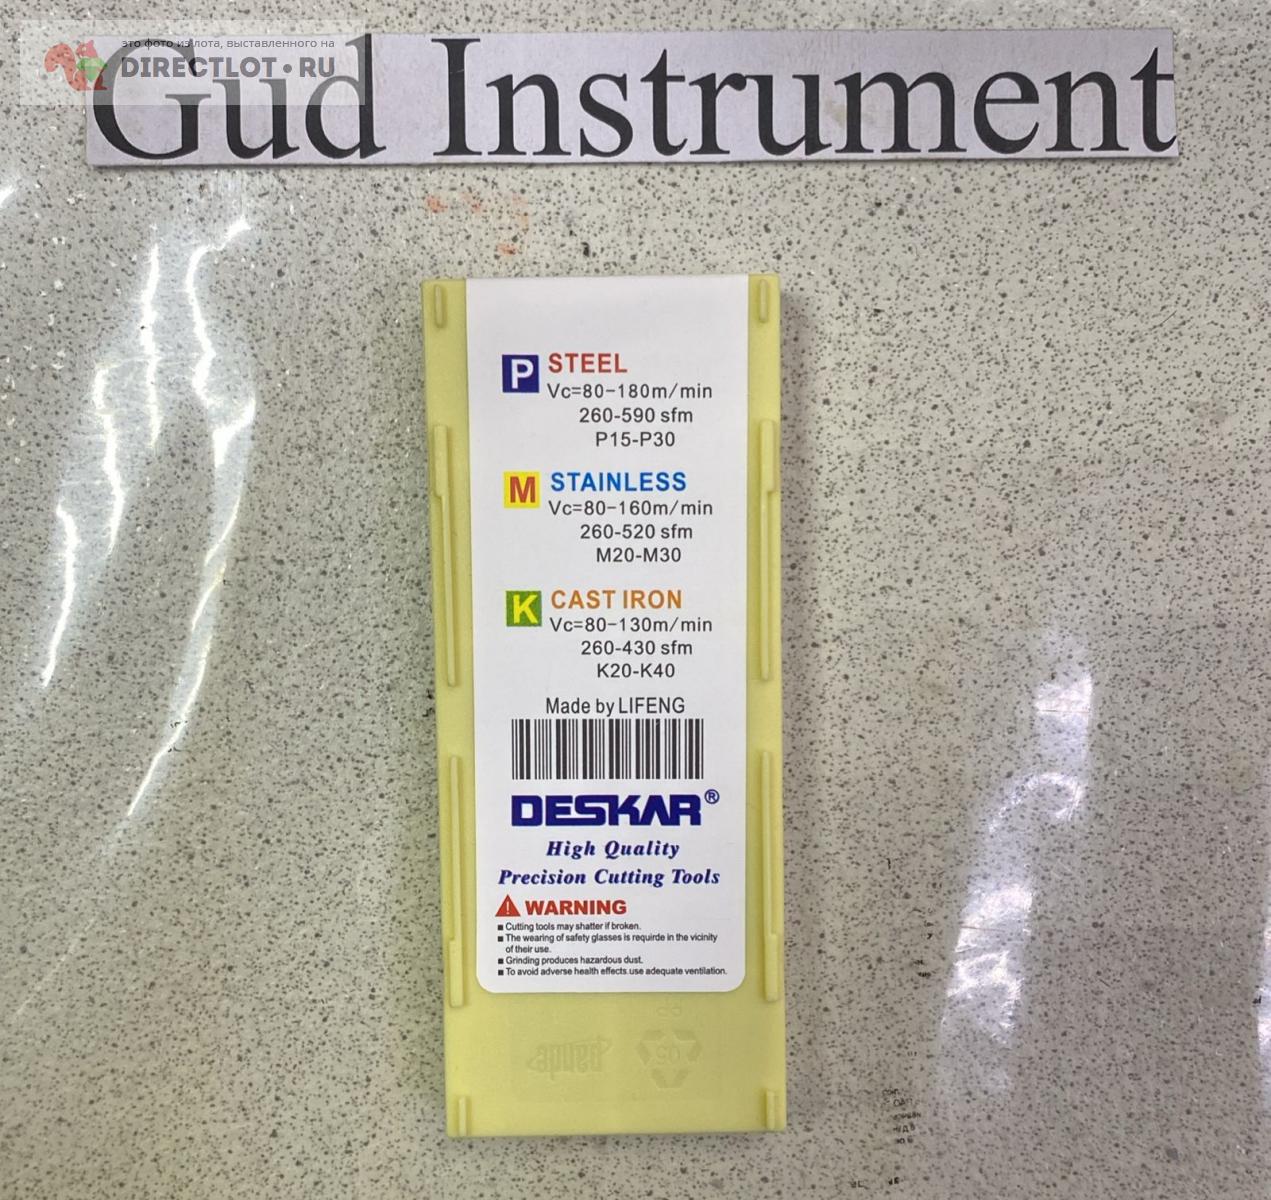 это фото из лота, выставленного на
DIRECTLOT•RU
Gud Instrument
P STEEL
Vc=80-180m/min
260-590 sfm
P15-P30
M STAINLESS
Vc=80-160m/min
260-520 sfm
M20-M30
K CAST IRON
Vc=80-130m/min
260-430 sfm
K20-K40
Made by LIFENG
DESKAR®
High Quality
Precision Cutting Tools
WARNING
Cutting tools may shatter if broken.
The wearing of safety glasses is requirde in the vicinity
of their use.
Grinding produces hazardous dust.
To avoid adverse health effects.use adequate ventilation.
05